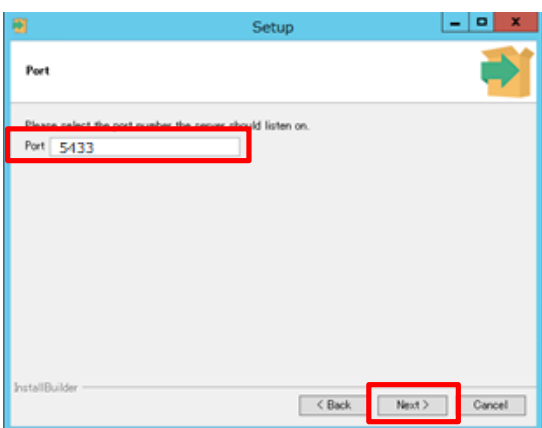 Setup
Port
Please select the port number the server should listen on.
Port 5433
InstallBuilder
< Back Next > Cancel